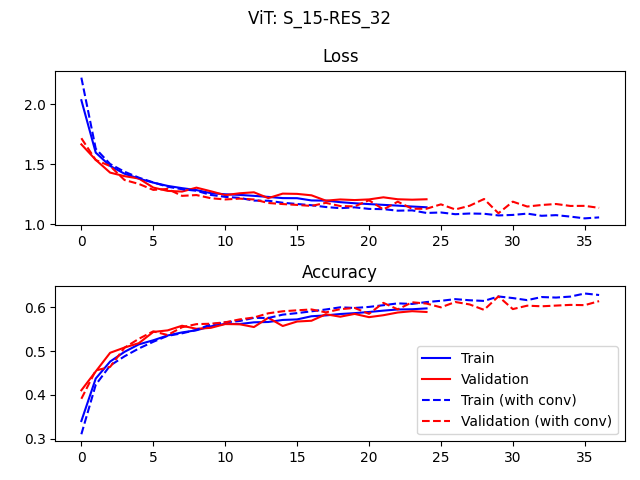 ViT: S_15-RES_32
Loss
2.0
1.5
1.0
0 5 10 15 20 25 30 35
Accuracy
0.6
0.5
0.4
0.3
Train
Validation
Train (with conv)
Validation (with conv)
0 5 10 15 20 25 30 35